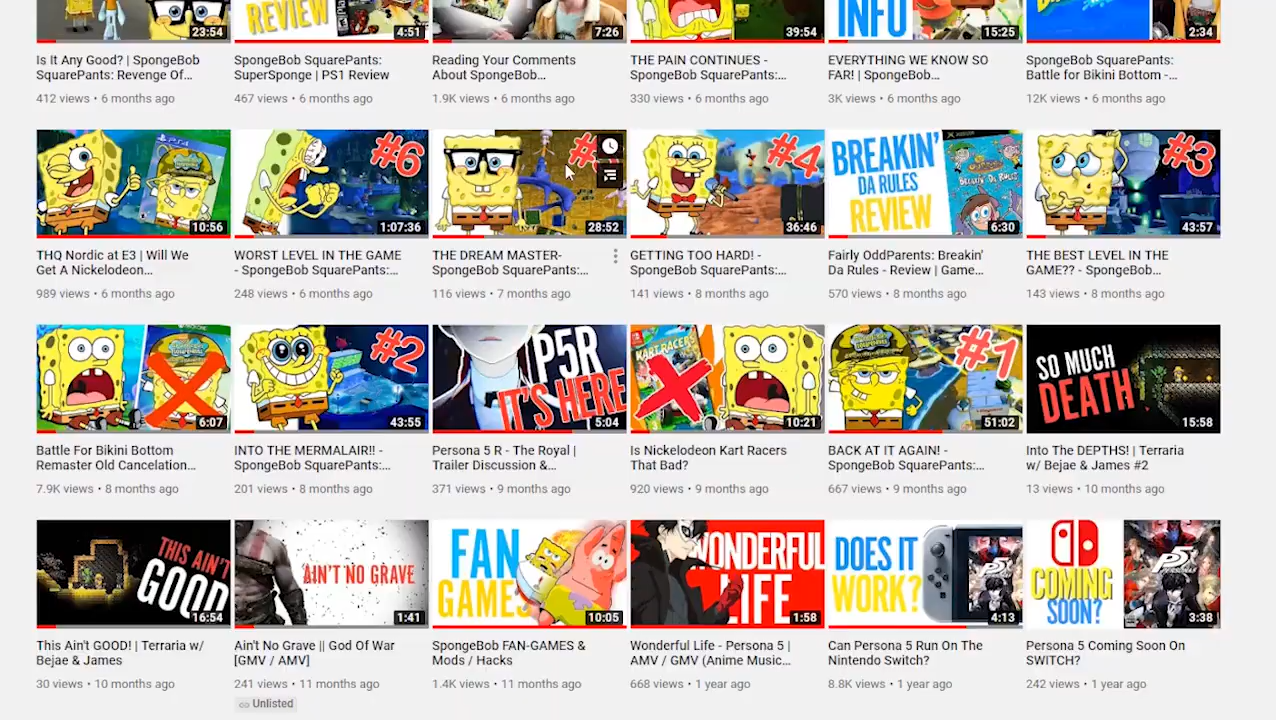 REVIEW
INFO
23:54
4:51
7:26
39:54
15:25
2:34
Is It Any Good? | SpongeBob
SquarePants: Revenge Of...
412 views • 6 months ago
SpongeBob SquarePants:
SuperSponge | PS1 Review
467 views • 6 months ago
Reading Your Comments
About SpongeBob...
1.9K views • 6 months ago
THE PAIN CONTINUES -
SpongeBob SquarePants:...
330 views • 6 months ago
EVERYTHING WE KNOW SO
FAR! | SpongeBob...
3K views • 6 months ago
SpongeBob SquarePants:
Battle for Bikini Bottom -...
12K views • 6 months ago
PS4
10:56
#6
1:07:36
#
28:52
#4
36:46
BREAKIN'
DA RULES
REVIEW
XBOX
BREAKIN' DA RULES
6:30
#3
43:57
THQ Nordic at E3 | Will We
Get A Nickelodeon...
989 views • 6 months ago
WORST LEVEL IN THE GAME
- SpongeBob SquarePants:...
248 views • 6 months ago
THE DREAM MASTER-
SpongeBob SquarePants:...
116 views • 7 months ago
GETTING TOO HARD! -
SpongeBob SquarePants:...
141 views • 8 months ago
Fairly OddParents: Breakin'
Da Rules - Review | Game...
570 views • 8 months ago
THE BEST LEVEL IN THE
GAME?? - SpongeBob...
143 views • 8 months ago
6:07
#2
43:55
P5R
IT'S HERE
5:04
KART RACERS
10:21
#1
51:02
SO MUCH
DEATH
15:58
Battle For Bikini Bottom
Remaster Old Cancelation...
7.9K views • 8 months ago
INTO THE MERMALAIR!! -
SpongeBob SquarePants:...
201 views • 8 months ago
Persona 5 R - The Royal |
Trailer Discussion &...
371 views • 9 months ago
Is Nickelodeon Kart Racers
That Bad?
920 views • 9 months ago
BACK AT IT AGAIN! -
SpongeBob SquarePants:...
667 views • 9 months ago
Into The DEPTHS! | Terraria
w/ Bejae & James #2
13 views • 10 months ago
THIS AIN'T
GOOD!
16:54
AIN'T NO GRAVE
1:41
FAN
GAMES
10:05
WONDERFUL
LIFE
1:58
DOES IT
WORK?
4:13
COMING
SOON?
3:38
This Ain't GOOD! | Terraria w/
Bejae & James
30 views • 10 months ago
Ain't No Grave || God Of War
[GMV / AMV]
241 views • 11 months ago
Unlisted
SpongeBob FAN-GAMES &
Mods / Hacks
1.4K views • 11 months ago
Wonderful Life - Persona 5 |
AMV / GMV (Anime Music...
668 views • 1 year ago
Can Persona 5 Run On The
Nintendo Switch?
8.8K views • 1 year ago
Persona 5 Coming Soon On
SWITCH?
242 views • 1 year ago